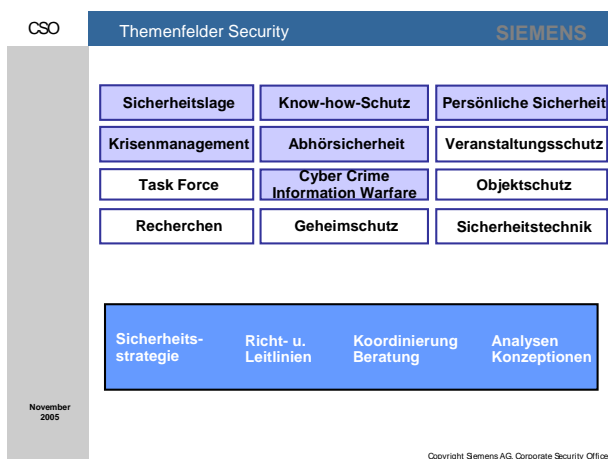 CSO
Themenfelder Security
SIEMENS
Sicherheitslage
Know-how-Schutz
Persönliche Sicherheit
Krisenmanagement
Abhörsicherheit
Veranstaltungsschutz
Task Force
Cyber Crime
Information Warfare
Objektschutz
Recherchen
Geheimschutz
Sicherheitstechnik
Sicherheits-
strategie
Richt- u.
Leitlinien
Koordinierung
Beratung
Analysen
Konzeptionen
November
2005
Copyright Siemens AG, Corporate Security Office